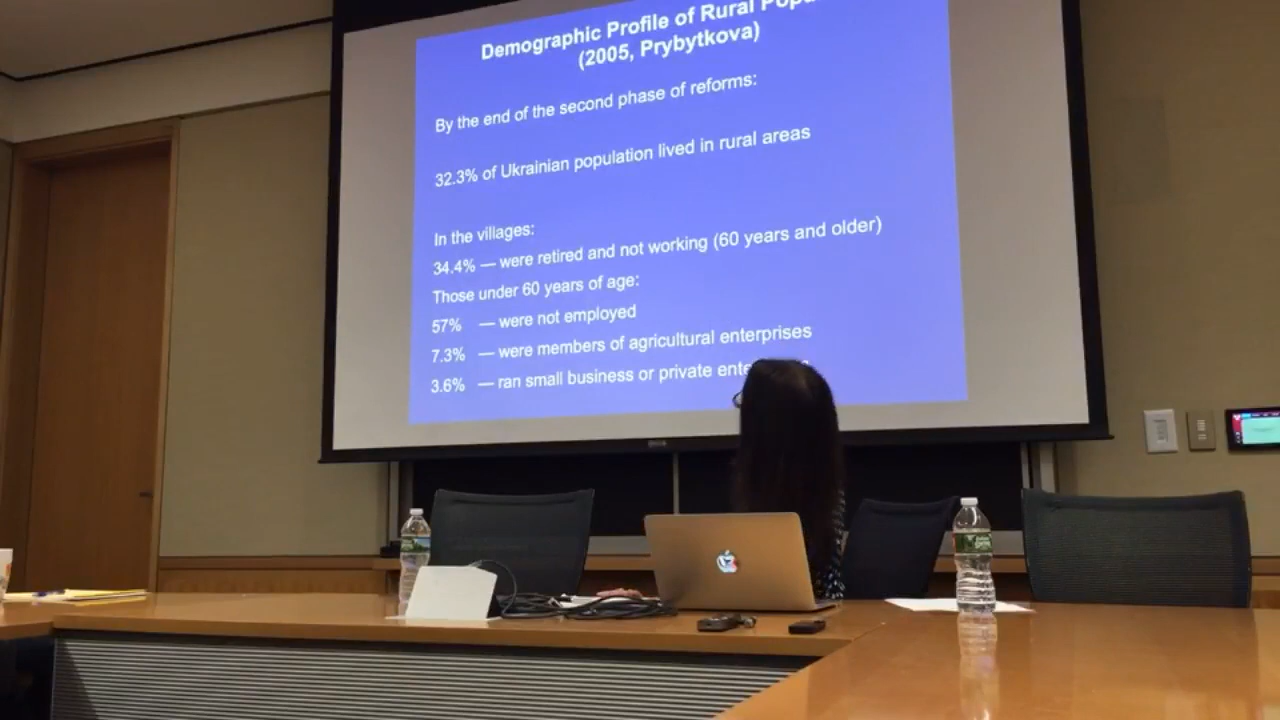 Demographic Profile of Rural
(2005, Prybytkova)
By the end of the second phase of reforms:
32.3% of Ukrainian population lived in rural areas
In the villages:
34.4% — were retired and not working (60 years and older)
Those under 60 years of age:
57% — were not employed
7.3% — were members of agricultural enterprises
3.6% — ran small business or private